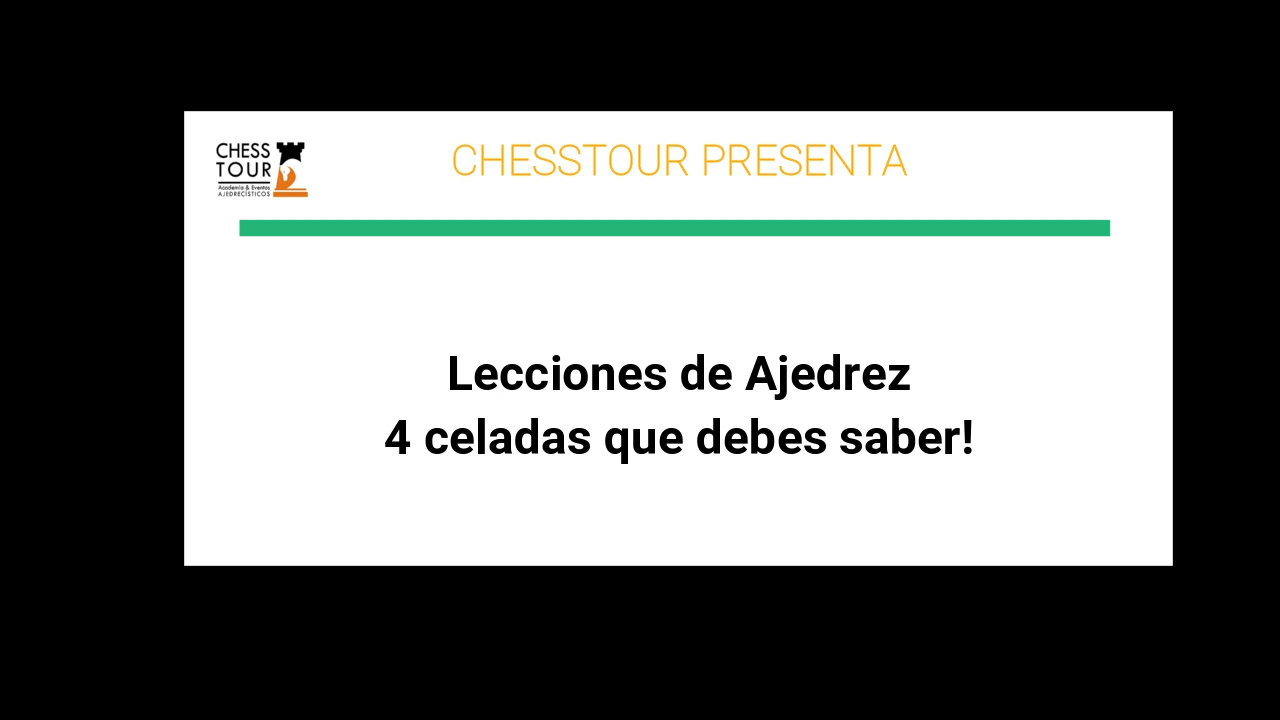 CHESS
TOUR
Academia & Eventos
AJEDRECÍSTICOS
CHESSTOUR PRESENTA
Lecciones de Ajedrez
4 celadas que debes saber!